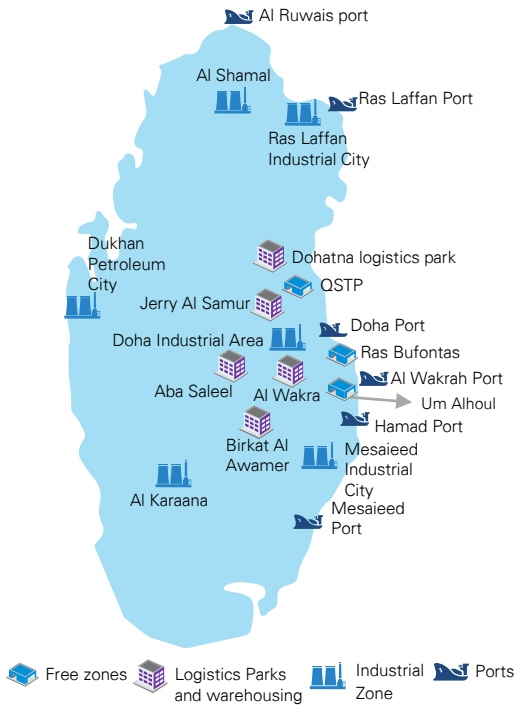 Al Ruwais port
Al Shamal
Ras Laffan Port
Ras Laffan
Industrial City
Dukhan
Petroleum
City
Dohatna logistics park
QSTP
Jerry Al Samur
Doha Port
Doha Industrial Area
Ras Bufontas
Al Wakrah Port
Aba Saleel
Al Wakra
Um Alhoul
Hamad Port
Birkat Al
Awamer
Mesaieed
Industrial
City
Al Karaana
Mesaieed
Port
Free zones
Logistics Parks
and warehousing
Industrial
Zone
Ports